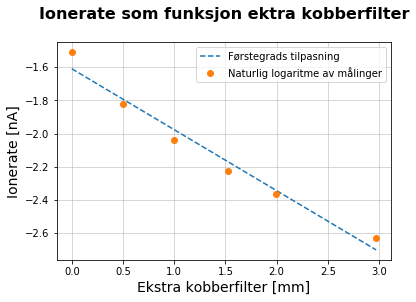 Ionerate som funksjon ektra kobberfilter
Førstegrads tilpasning
Naturlig logaritme av målinger
Ionerate [nA]
−1.6
−1.8
−2.0
−2.2
−2.4
−2.6
0.0 0.5 1.0 1.5 2.0 2.5 3.0
Ekstra kobberfilter [mm]